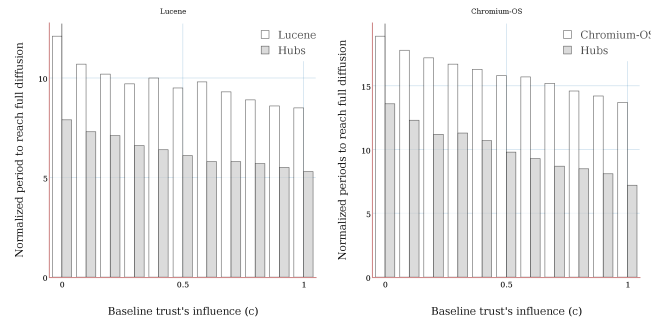 Lucene
Lucene
Hubs
Normalized period to reach full diffusion
10
5
0
0
0.5
1
Baseline trust's influence (c)
Chromium-OS
Chromium-OS
Hubs
Normalized periods to reach full diffusion
15
10
5
0
0
0.5
1
Baseline trust's influence (c)